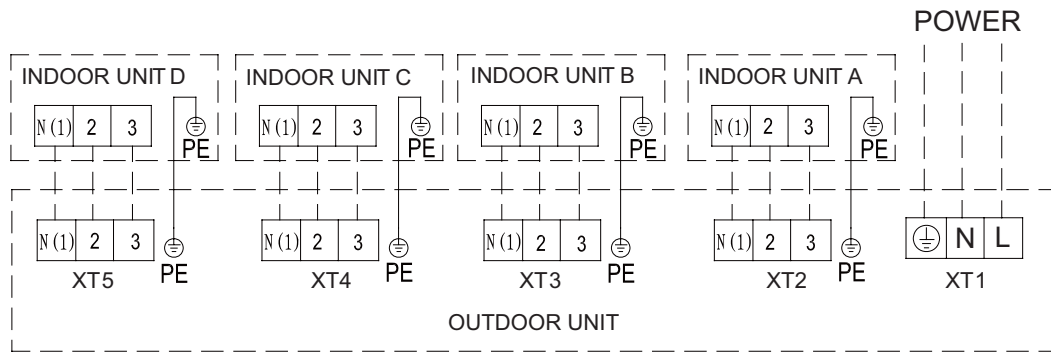 POWER
INDOOR UNIT D
INDOOR UNIT C
INDOOR UNIT B
INDOOR UNIT A
N(1) 2 3
PE
N(1) 2 3
PE
N(1) 2 3
PE
N(1) 2 3
PE
N(1) 2 3
PE
XT5
N(1) 2 3
PE
XT4
N(1) 2 3
PE
XT3
N(1) 2 3
PE
XT2
N L
XT1
OUTDOOR UNIT